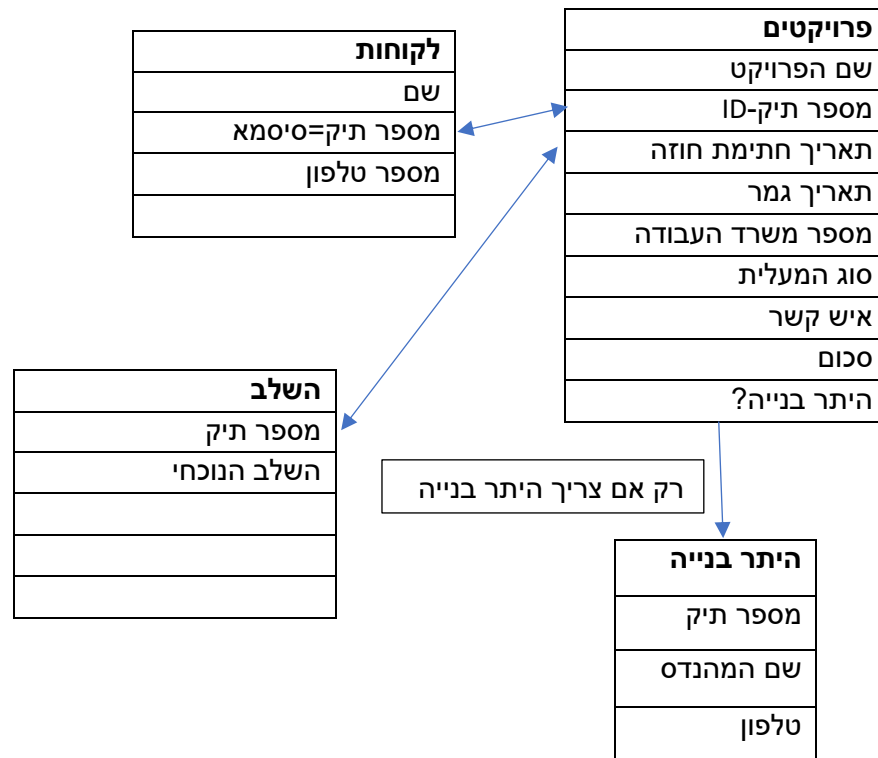 פרויקטים
שם הפרויקט
מספר תיק-ID
תאריך חתימת חוזה
תאריך גמר
מספר משרד העבודה
סוג המעלית
איש קשר
סכום
היתר בנייה?
לקוחות
שם
מספר תיק=סיסמא
מספר טלפון
השלב
מספר תיק
השלב הנוכחי
רק אם צריך היתר בנייה
היתר בנייה
מספר תיק
שם המהנדס
טלפון